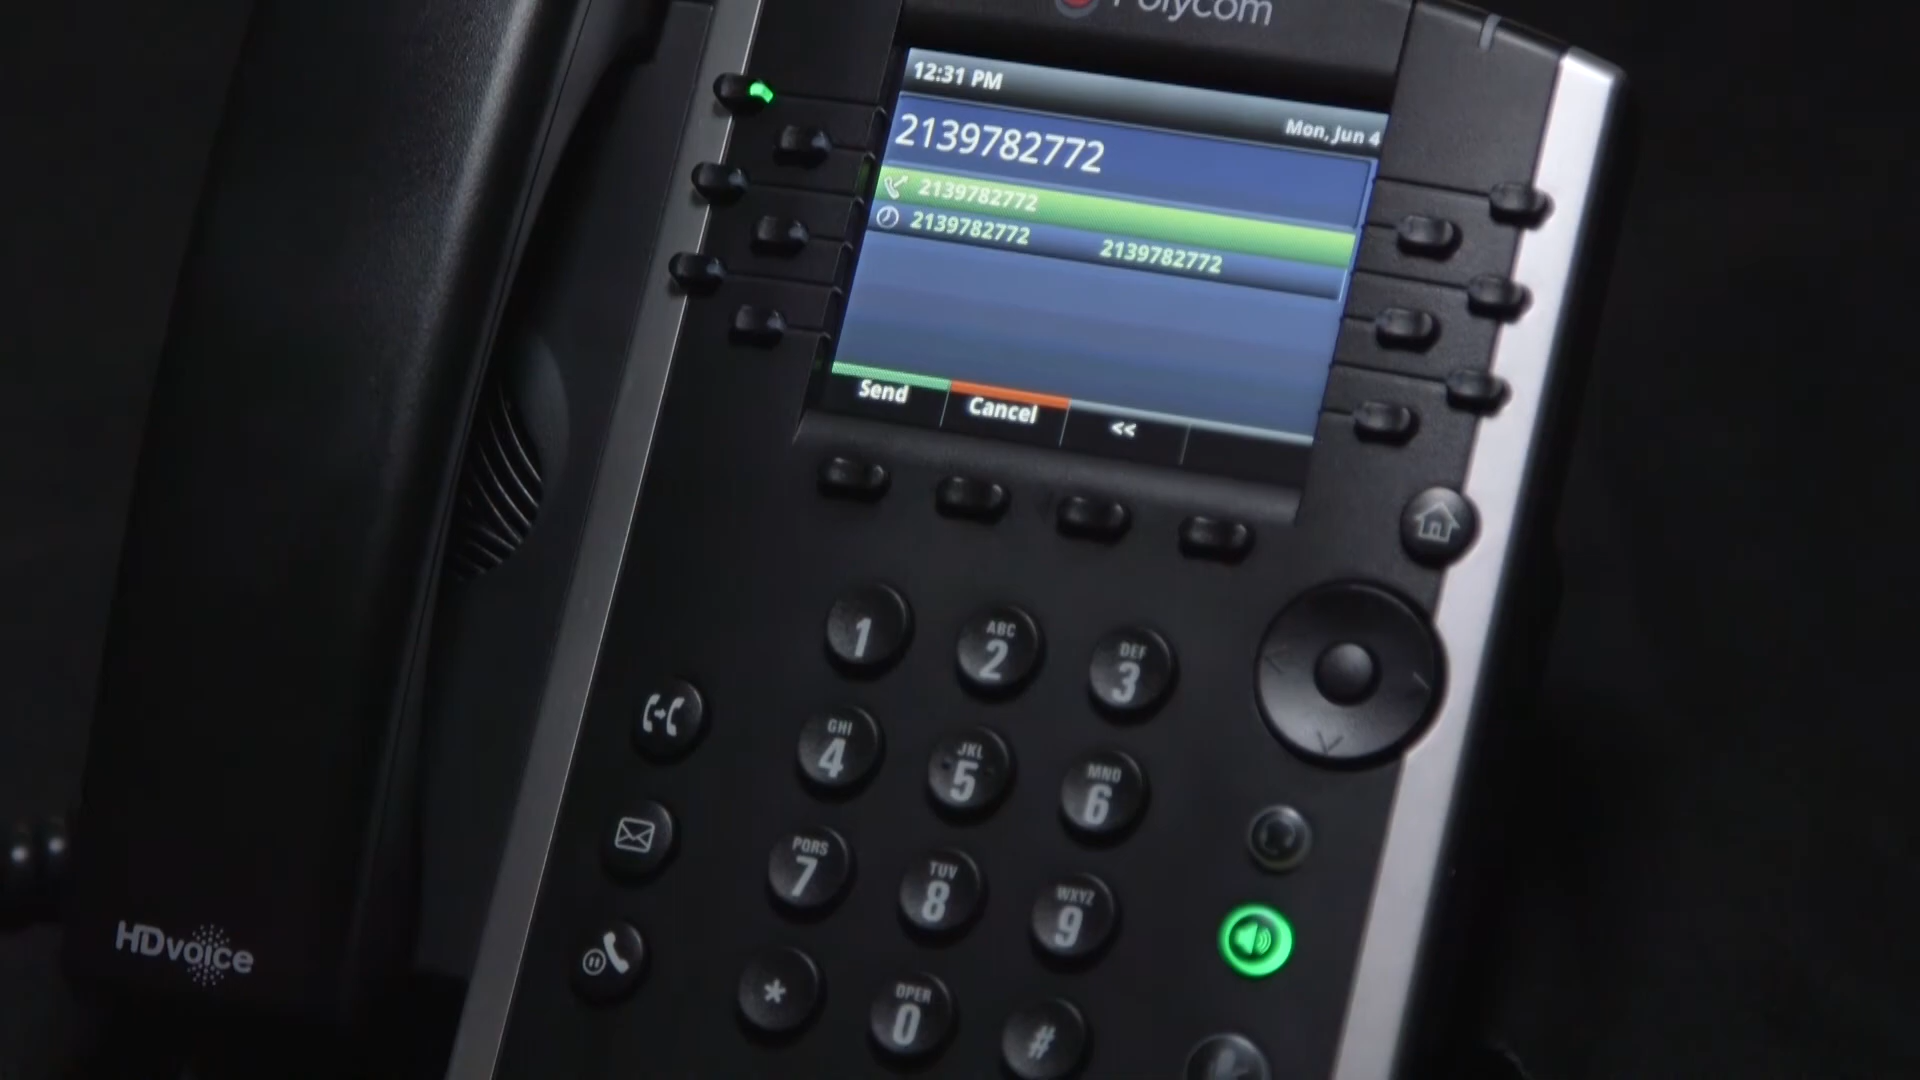 Polycom
12:31 PM
Mon, Jun 4
2139782772
2139782772
2139782772 2139782772
Send Cancel <<
1
ABC
2
DEF
3
GHI
4
JKL
5
MNO
6
PQRS
7
TUV
8
WXYZ
9
*
OPER
0
#
HDvoice